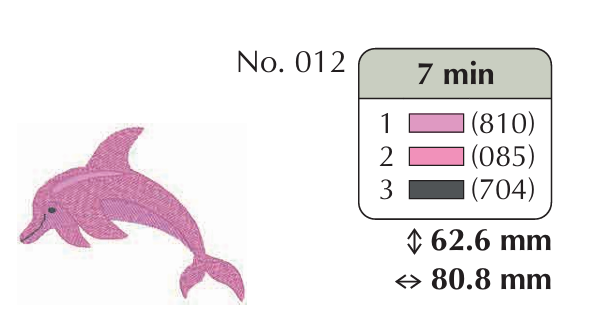 No. 012
7 min
1 (810)
2 (085)
3 (704)
↕ 62.6 mm
↔ 80.8 mm